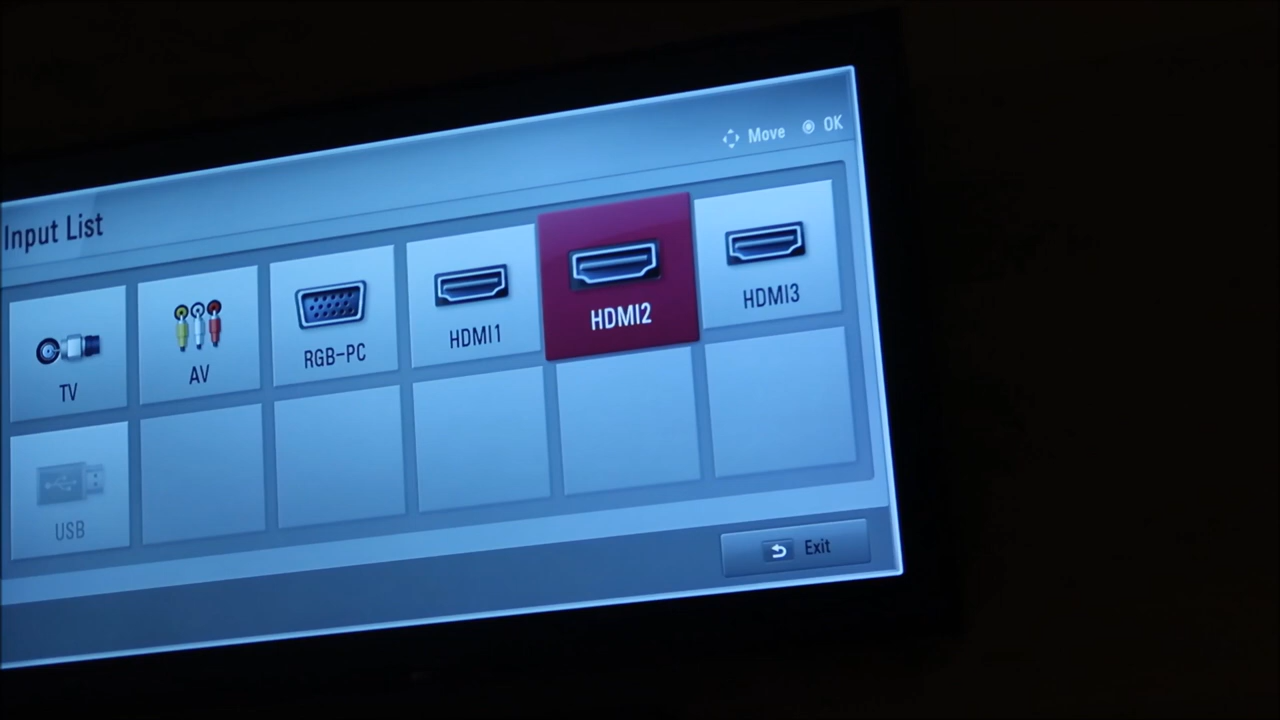 Move OK
Input List
TV
AV
RGB-PC
HDMI1
HDMI2
HDMI3
USB
Exit